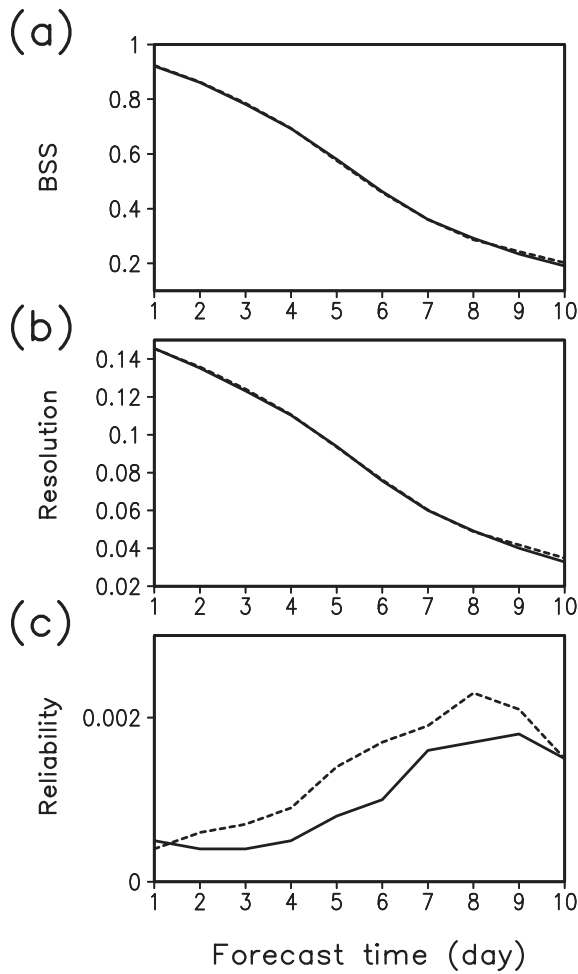 (a)
1
0.8
0.6
0.4
0.2
BSS
1 2 3 4 5 6 7 8 9 10
(b)
0.14
0.12
0.1
0.08
0.06
0.04
0.02
Resolution
1 2 3 4 5 6 7 8 9 10
(c)
0.002
0
Reliability
1 2 3 4 5 6 7 8 9 10
Forecast time (day)